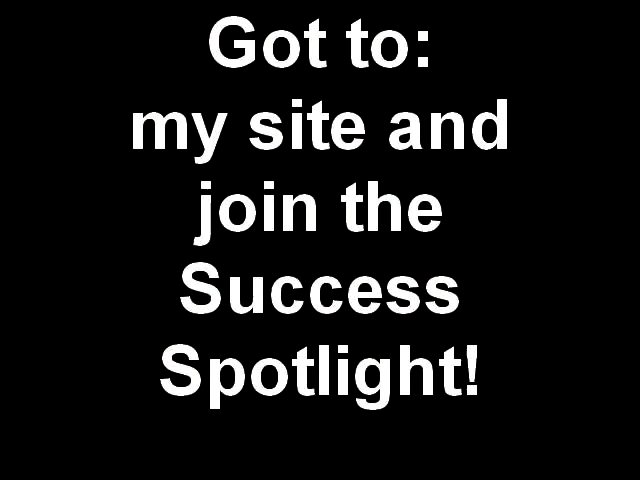 Got to:
my site and
join the
Success
Spotlight!